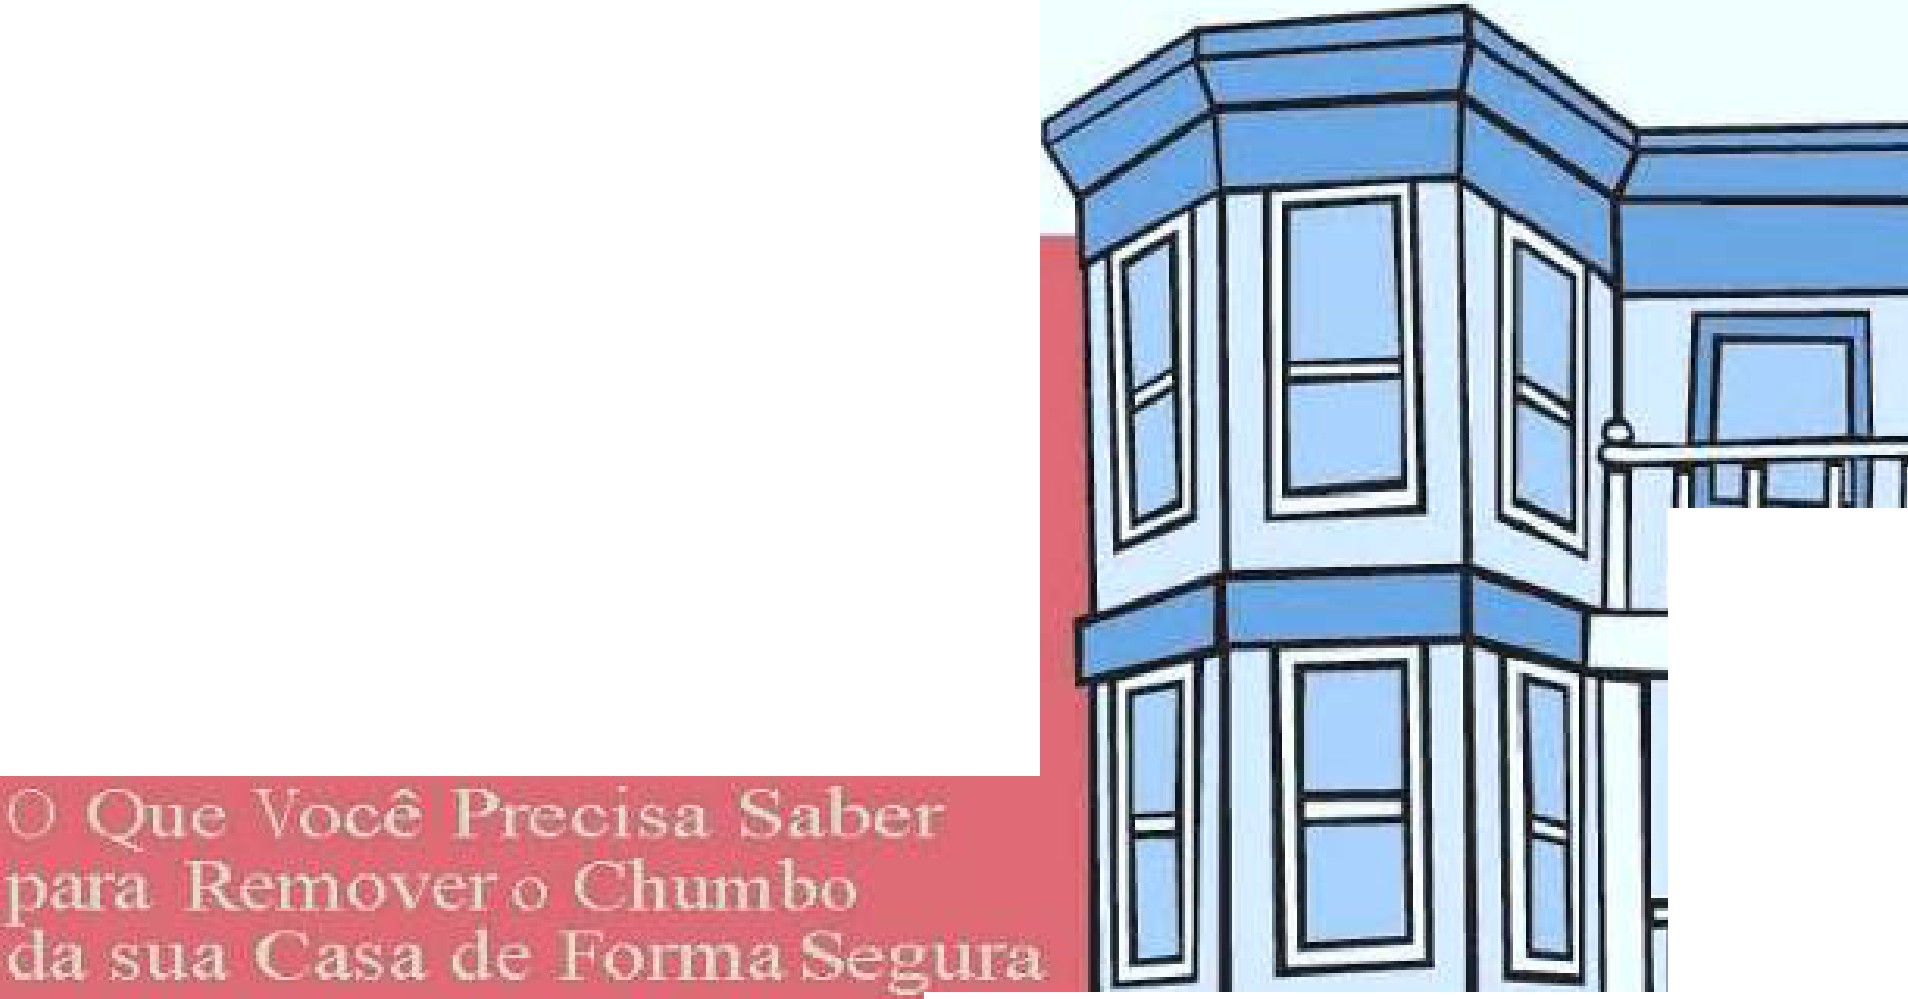 O Que Você Precisa Saber
para Remover o Chumbo
da sua Casa de Forma Segura